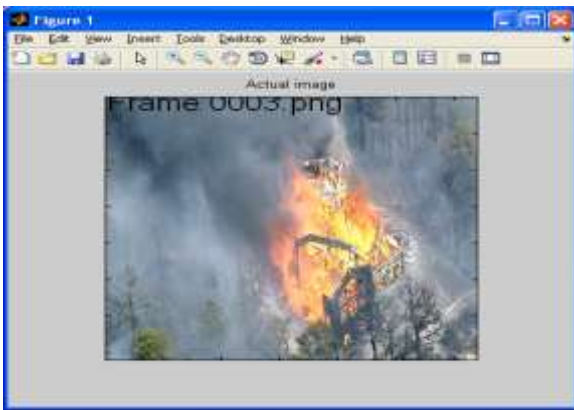 Figure 1
File Edit View Insert Tools Desktop Window Help
Actual image
Frame 0003.png